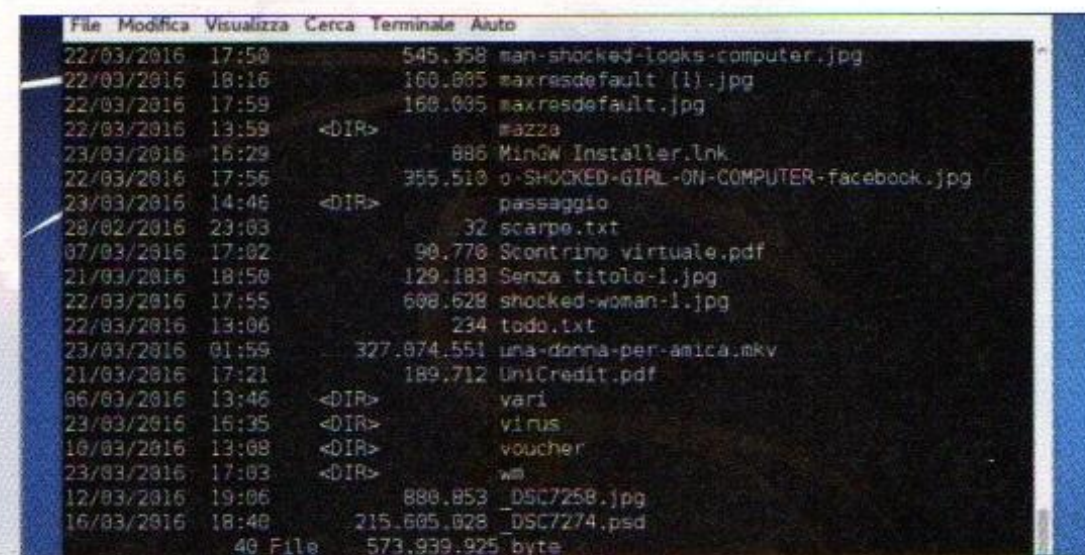 File Modifica Visualizza Cerca Terminale Aiuto
22/03/2016 17:50 545.358 man-shocked-looks-computer.jpg
22/03/2016 18:16 160.005 maxresdefault (1).jpg
22/03/2016 17:59 160.005 maxresdefault.jpg
22/03/2016 13:59 <DIR> mazza
23/03/2016 16:29 886 MinGW Installer.lnk
22/03/2016 17:56 355.510 o-SHOCKED-GIRL-ON-COMPUTER-facebook.jpg
23/03/2016 14:46 <DIR> passaggio
28/02/2016 23:03 32 scarpe.txt
07/03/2016 17:02 90.770 Scontrino virtuale.pdf
21/03/2016 18:50 129.183 Senza titolo-1.jpg
22/03/2016 17:55 608.628 shocked-woman-1.jpg
22/03/2016 13:06 234 todo.txt
23/03/2016 01:59 327.074.551 una-donna-per-amica.mkv
21/03/2016 17:21 189.712 UniCredit.pdf
06/03/2016 13:46 <DIR> vari
23/03/2016 16:35 <DIR> virus
10/03/2016 13:08 <DIR> voucher
23/03/2016 17:03 <DIR> wm
12/03/2016 19:06 880.853 _DSC7258.jpg
16/03/2016 18:40 215.605.028 _DSC7274.psd
40 File 573.939.925 byte